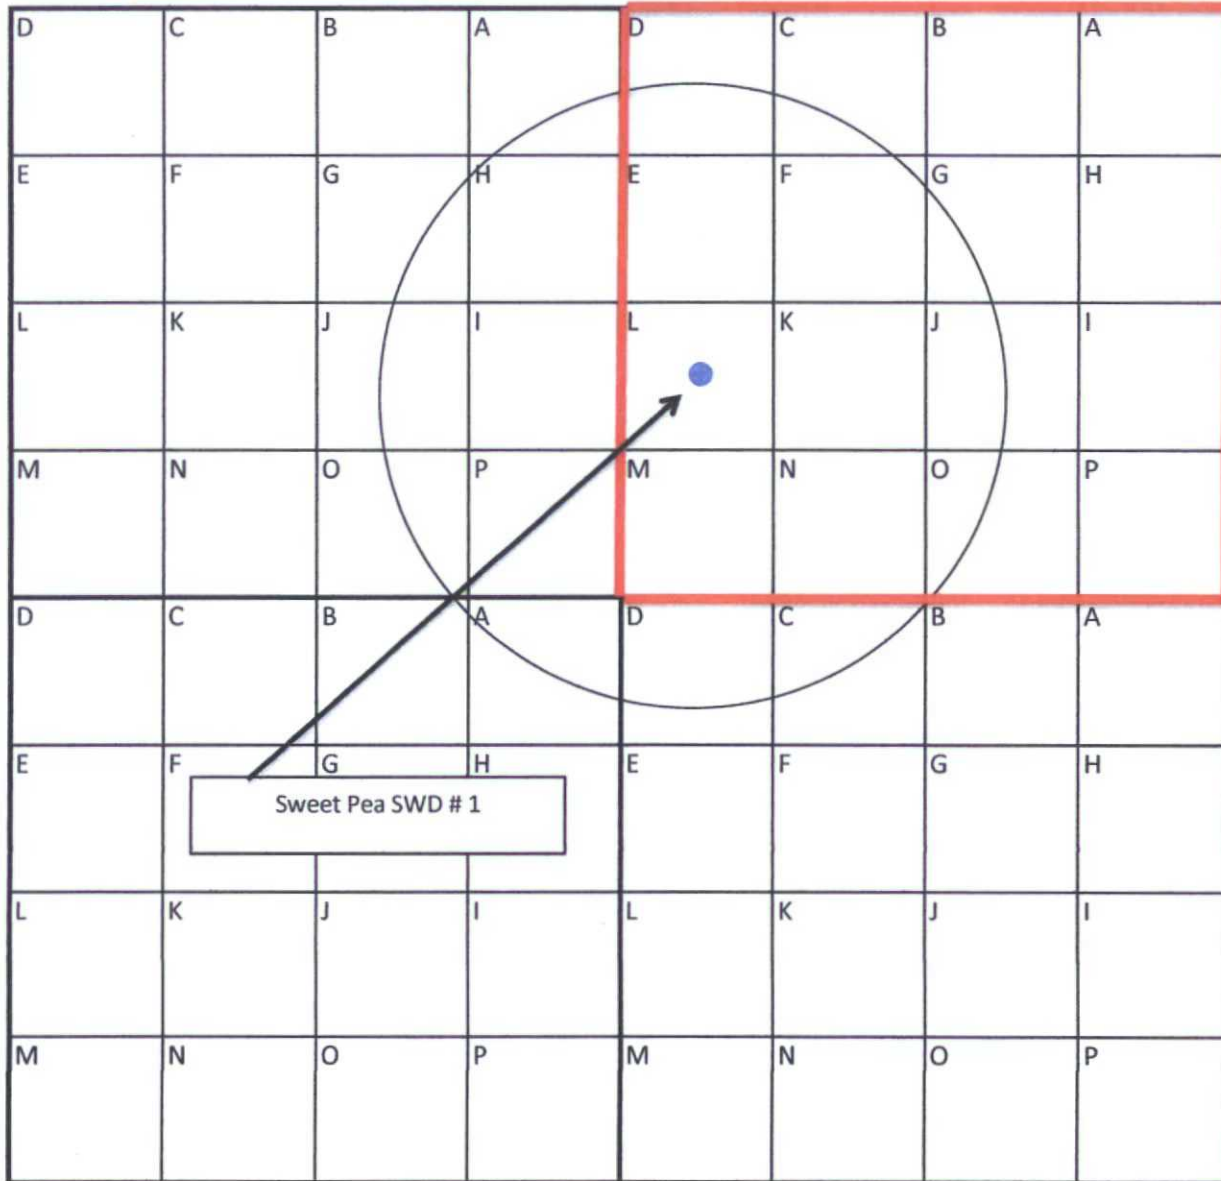 D C B A D C B A
E F G H E F G H
L K J I L K J I
M N O P M N O P
D C B A D C B A
E F G H E F G H
Sweet Pea SWD # 1
L K J I L K J I
M N O P M N O P